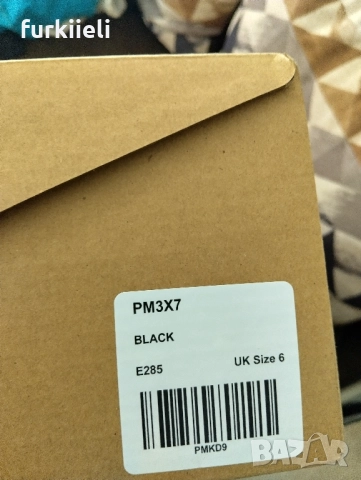 furkiieli
PM3X7
BLACK
E285 UK Size 6
PMKD9
BAZAR